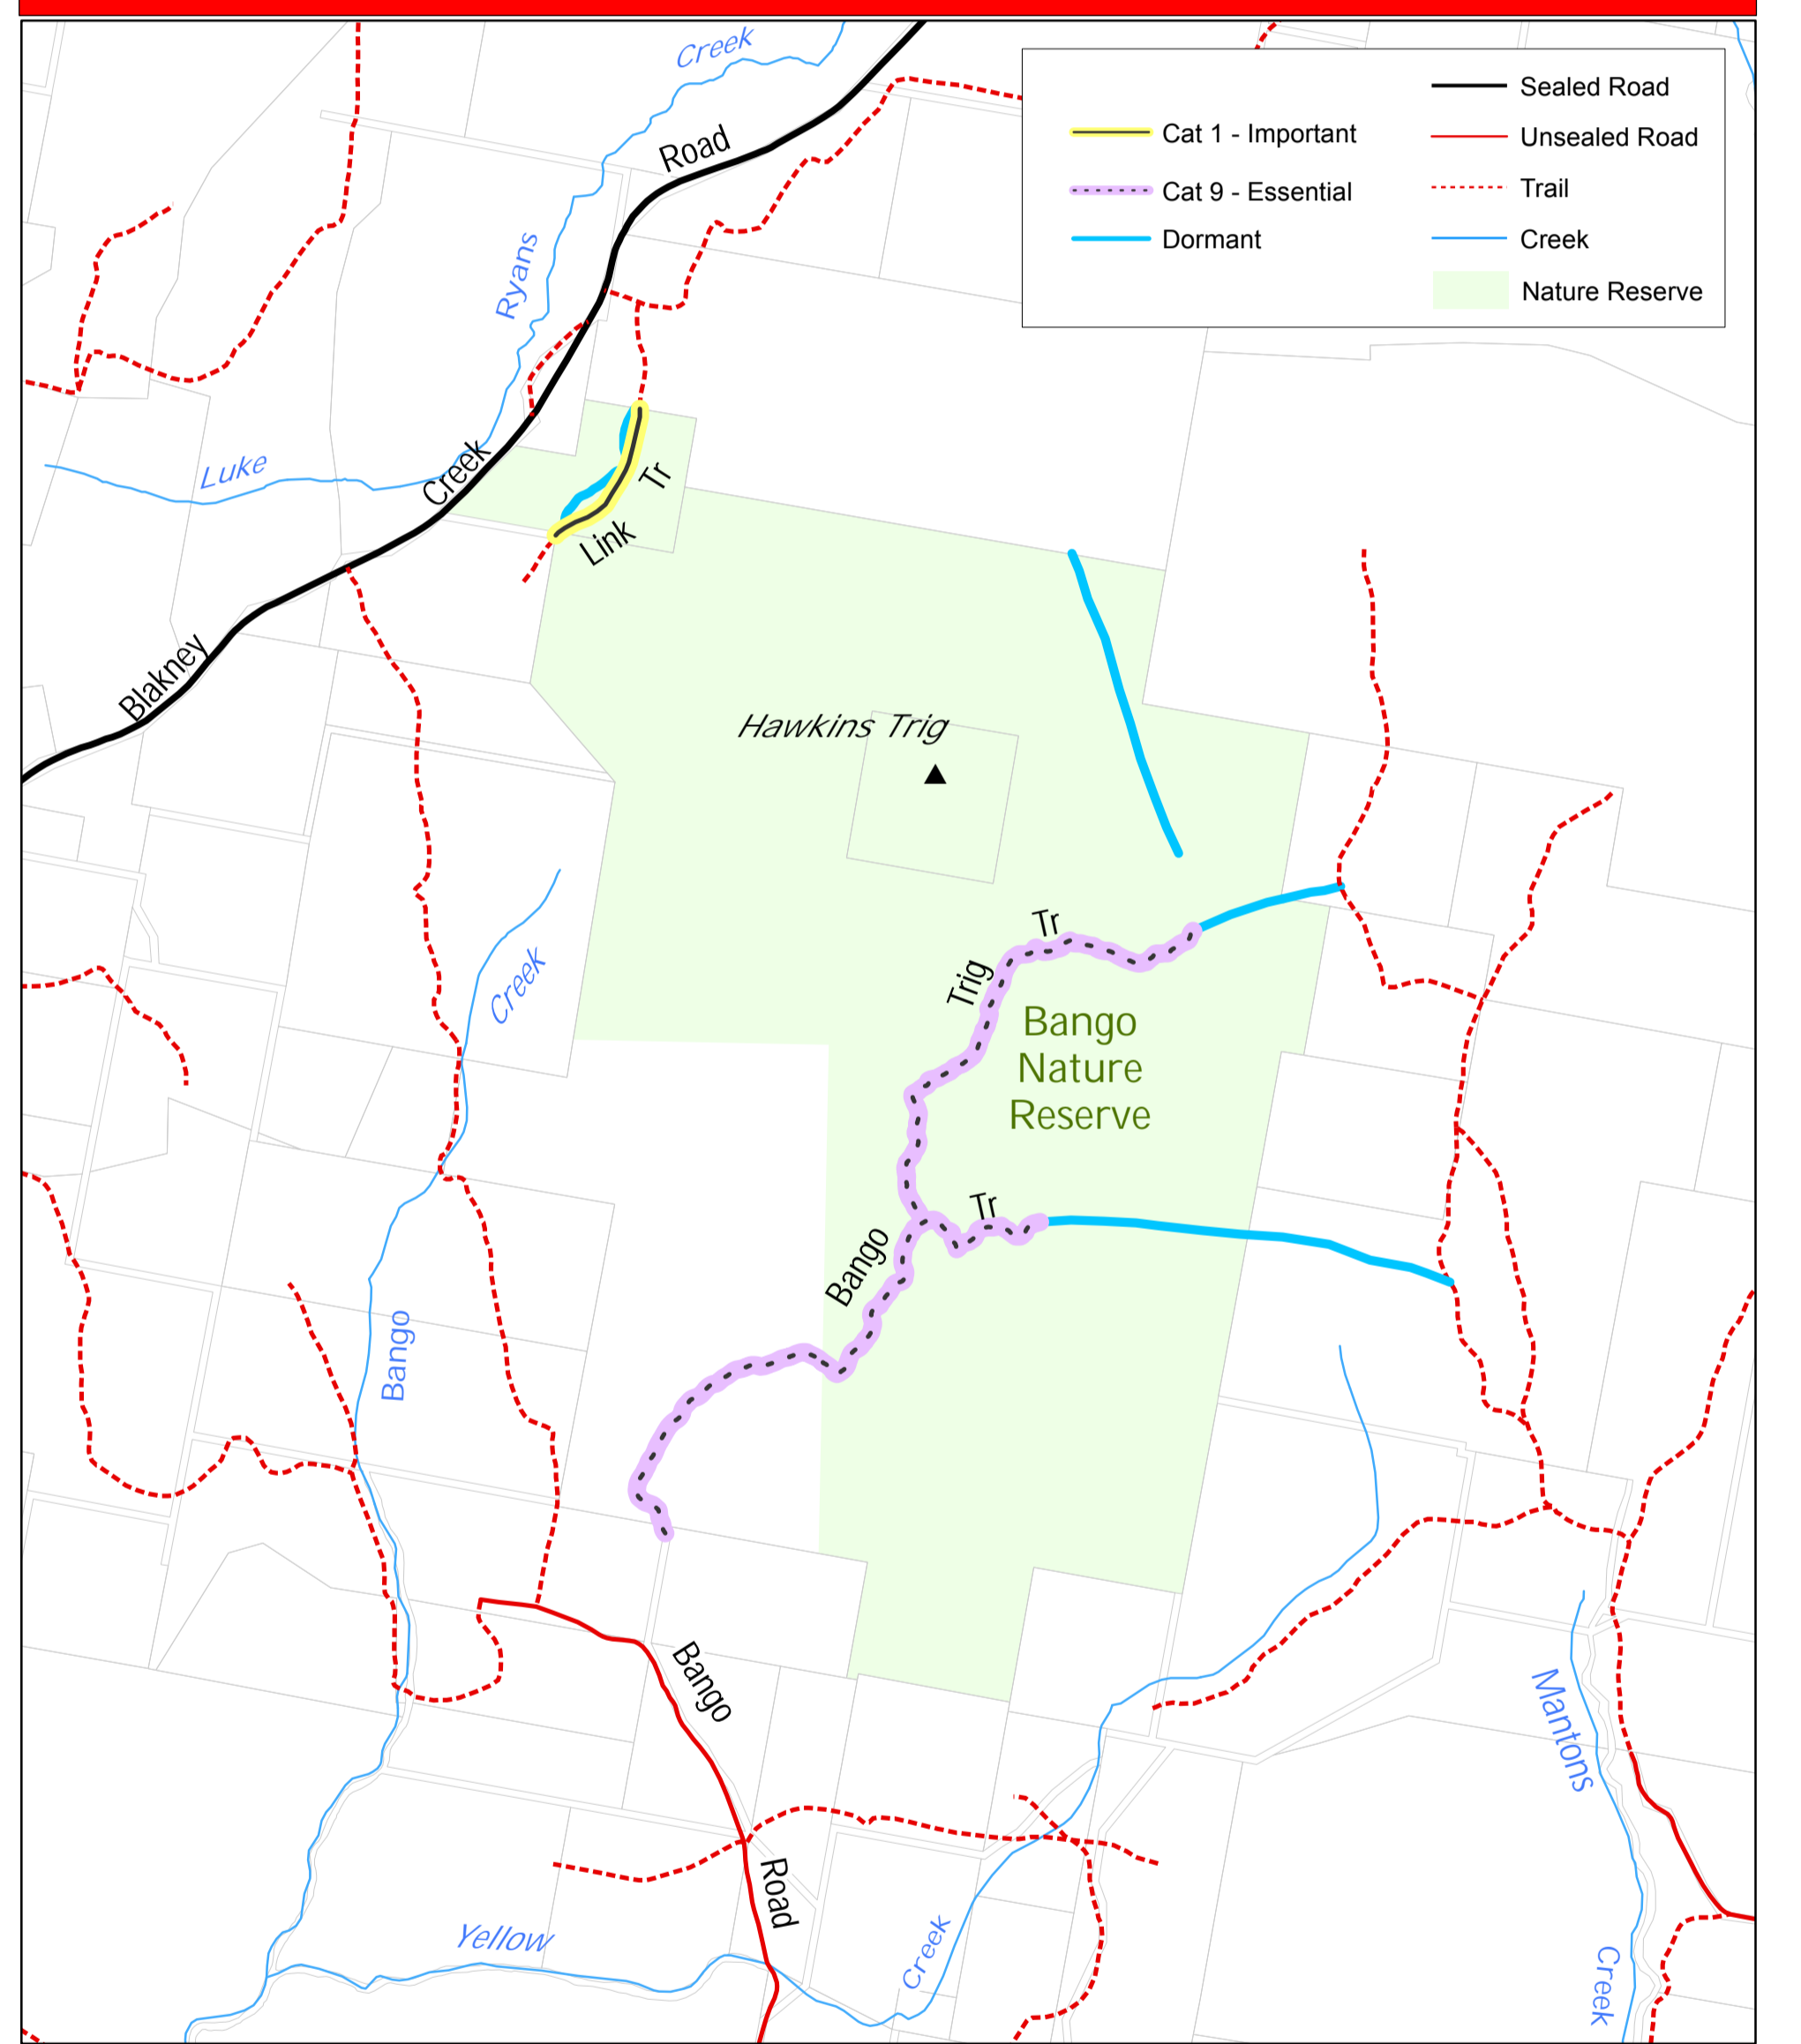 Creek
Road
Ryans
Luke
Creek
Tr
Link
Blakney
Hawkins Trig
Creek
Tr
Trig
Bango
Nature
Reserve
Tr
Bango
Bango
Bango
Road
Mantons
Yellow
Creek
Creek
Cat 1 - Important
Cat 9 - Essential
Dormant
Sealed Road
Unsealed Road
Trail
Creek
Nature Reserve